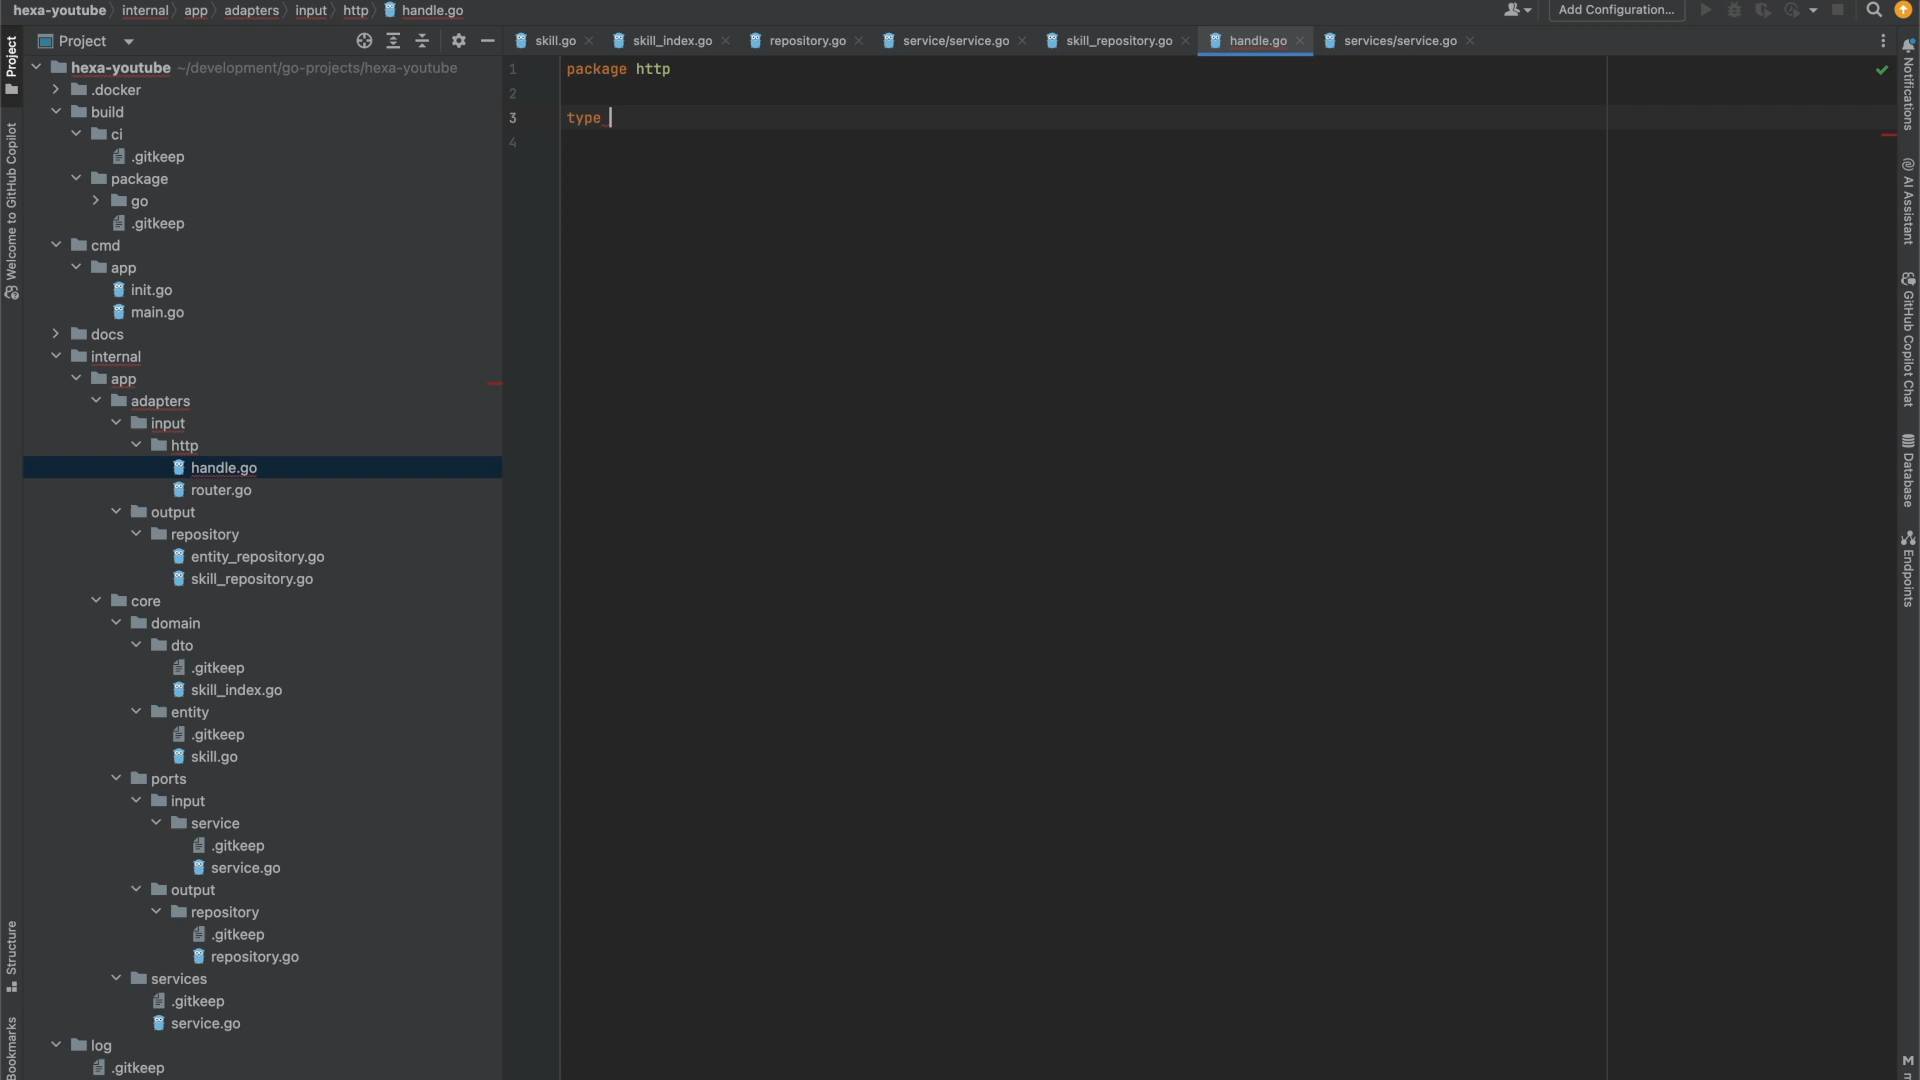 hexa-youtube internal app adapters input http handle.go
Add Configuration...
Project
skill.go
skill_index.go
repository.go
service/service.go
skill_repository.go
handle.go
services/service.go
hexa-youtube ~/development/go-projects/hexa-youtube
.docker
build
ci
.gitkeep
package
go
.gitkeep
cmd
app
init.go
main.go
docs
internal
app
adapters
input
http
handle.go
router.go
output
repository
entity_repository.go
skill_repository.go
core
domain
dto
.gitkeep
skill_index.go
entity
.gitkeep
skill.go
ports
input
service
.gitkeep
service.go
output
repository
.gitkeep
repository.go
services
.gitkeep
service.go
log
.gitkeep
1 package http
2
3 type
4
Project
Welcome to GitHub Copilot
Structure
Bookmarks
Notifications
AI Assistant
GitHub Copilot Chat
Database
Endpoints
M